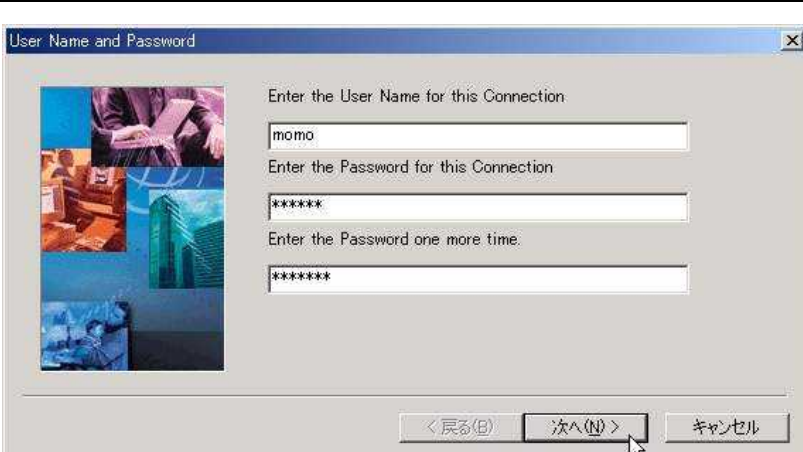 User Name and Password
Enter the User Name for this Connection
momo
Enter the Password for this Connection
******
Enter the Password one more time.
*******
< 戻る(B)
次へ(N) >
キャンセル